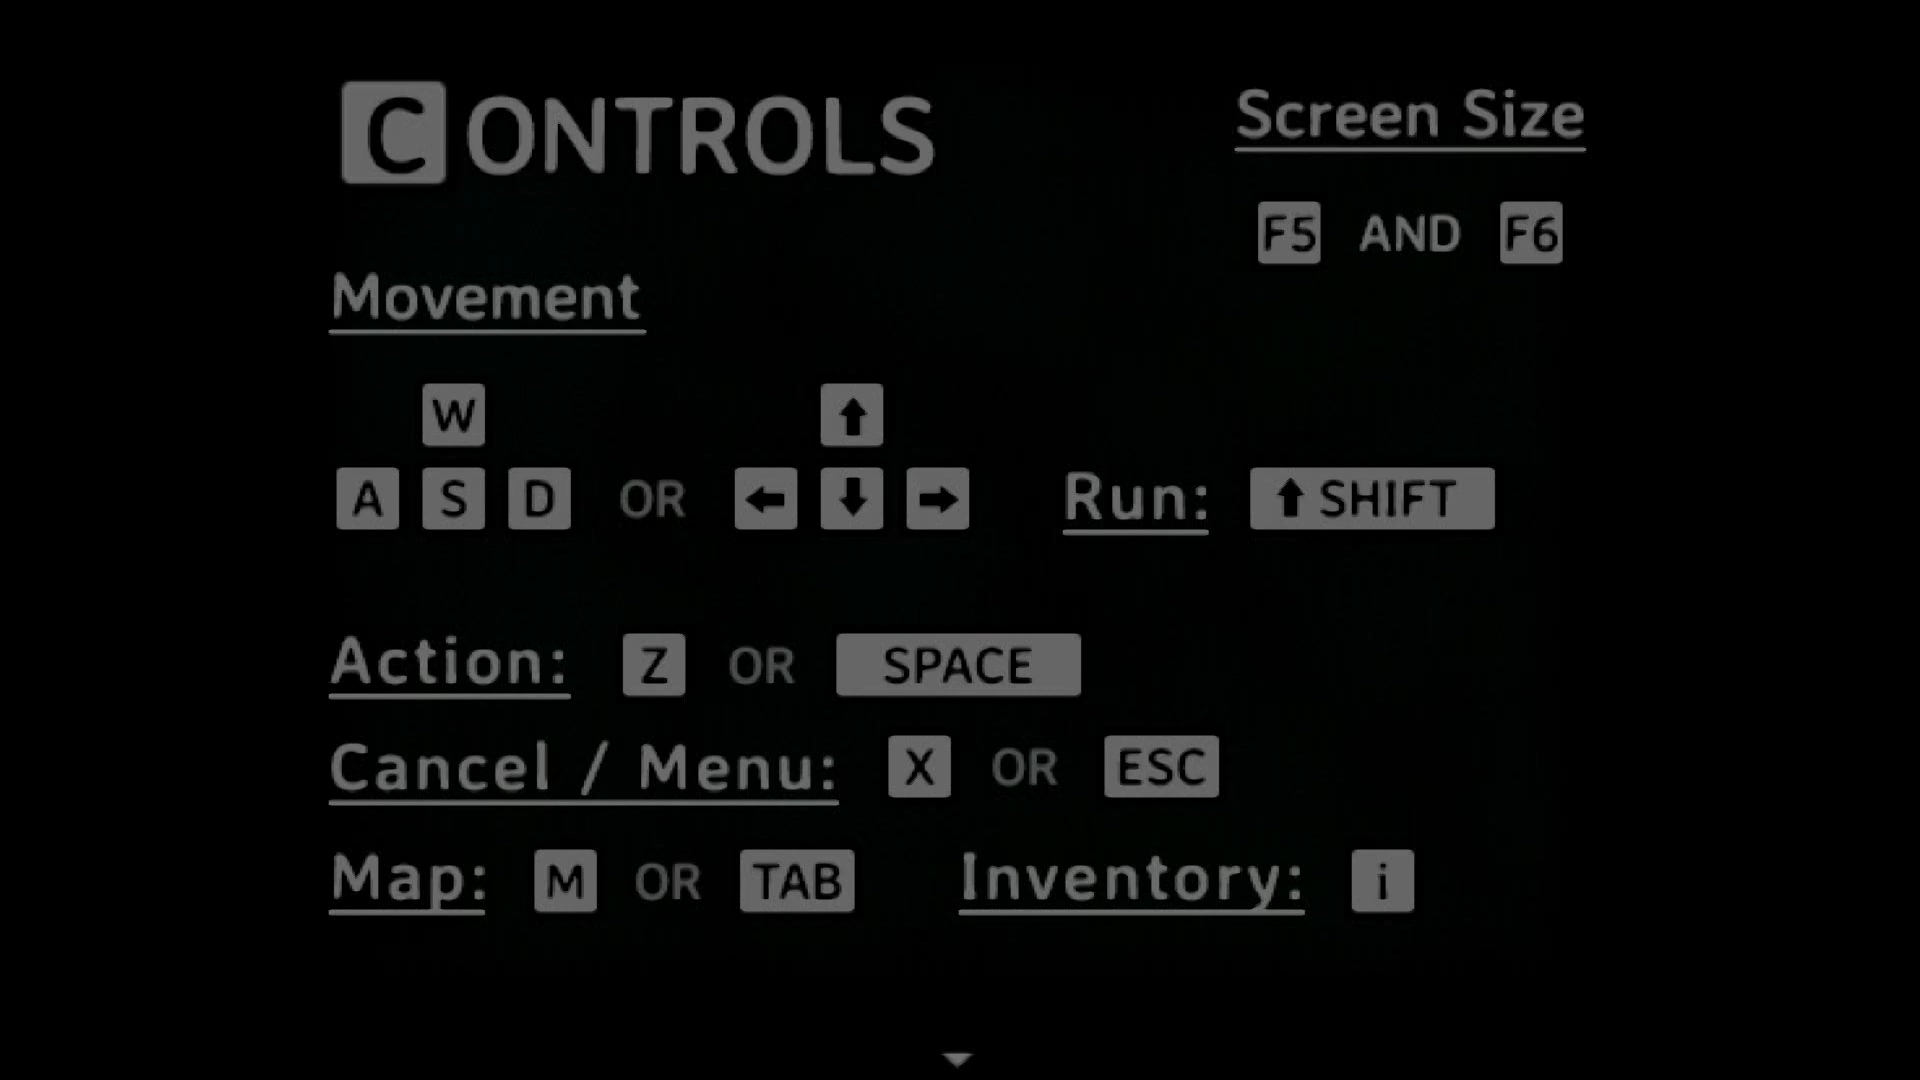 CONTROLS
Screen Size
F5 AND F6
Movement
W
A S D OR ← ↑ ↓ → Run: ⬆ SHIFT
Action: Z OR SPACE
Cancel / Menu: X OR ESC
Map: M OR TAB Inventory: i